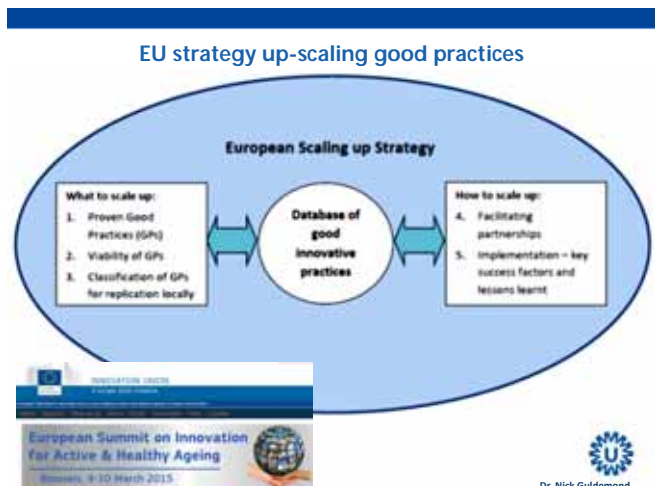 EU strategy up-scaling good practices
European Scaling up Strategy
What to scale up:
1. Proven Good
Practices (GPs)
2. Viability of GPs
3. Classification of GPs
for replication locally
Database of
good
innovative
practices
How to scale up:
4. Facilitating
partnerships
5. Implementation – key
success factors and
lessons learnt
INNOVATION UNION
European Summit on Innovation
for Active & Healthy Ageing
Brussels, 9-10 March 2015
Dr. Nick Guldemond